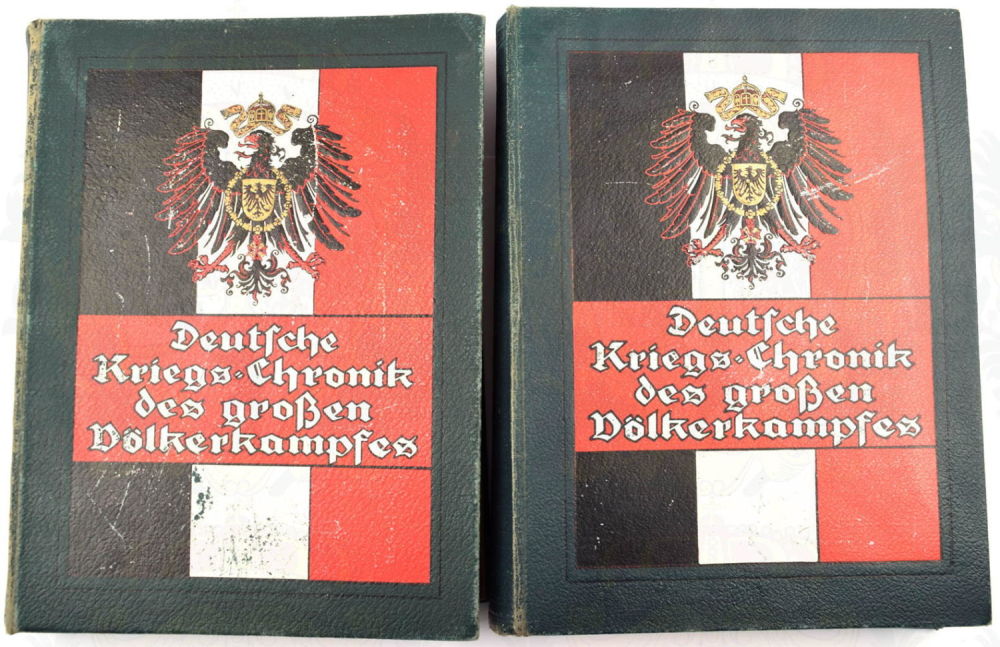 Deutſche
Kriegs-Chronik
des großen
Völkerkampfes
Deutſche
Kriegs-Chronik
des großen
Völkerkampfes